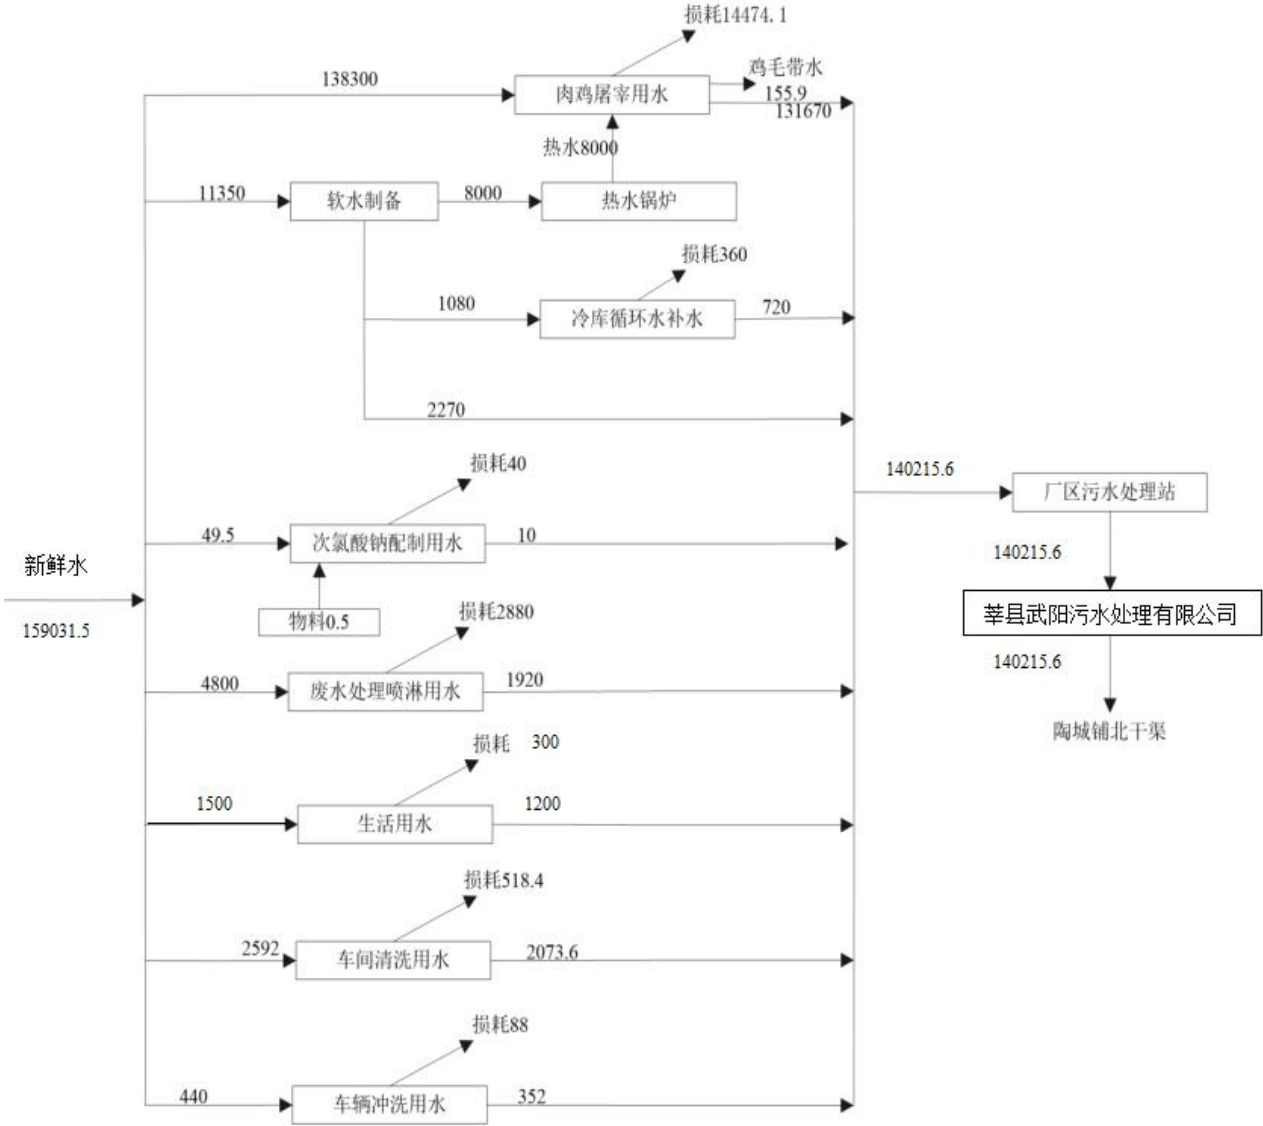 损耗14474.1
鸡毛带水
138300
肉鸡屠宰用水
155.9
131670
热水8000
11350
软水制备
8000
热水锅炉
损耗360
1080
冷库循环水补水
720
2270
损耗40
140215.6
厂区污水处理站
49.5
次氯酸钠配制用水
10
新鲜水
140215.6
物料0.5
损耗2880
莘县武阳污水处理有限公司
159031.5
140215.6
4800
废水处理喷淋用水
1920
陶城铺北干渠
损耗 300
1500
1200
生活用水
损耗518.4
2592
车间清洗用水
2073.6
损耗88
440
车辆冲洗用水
352